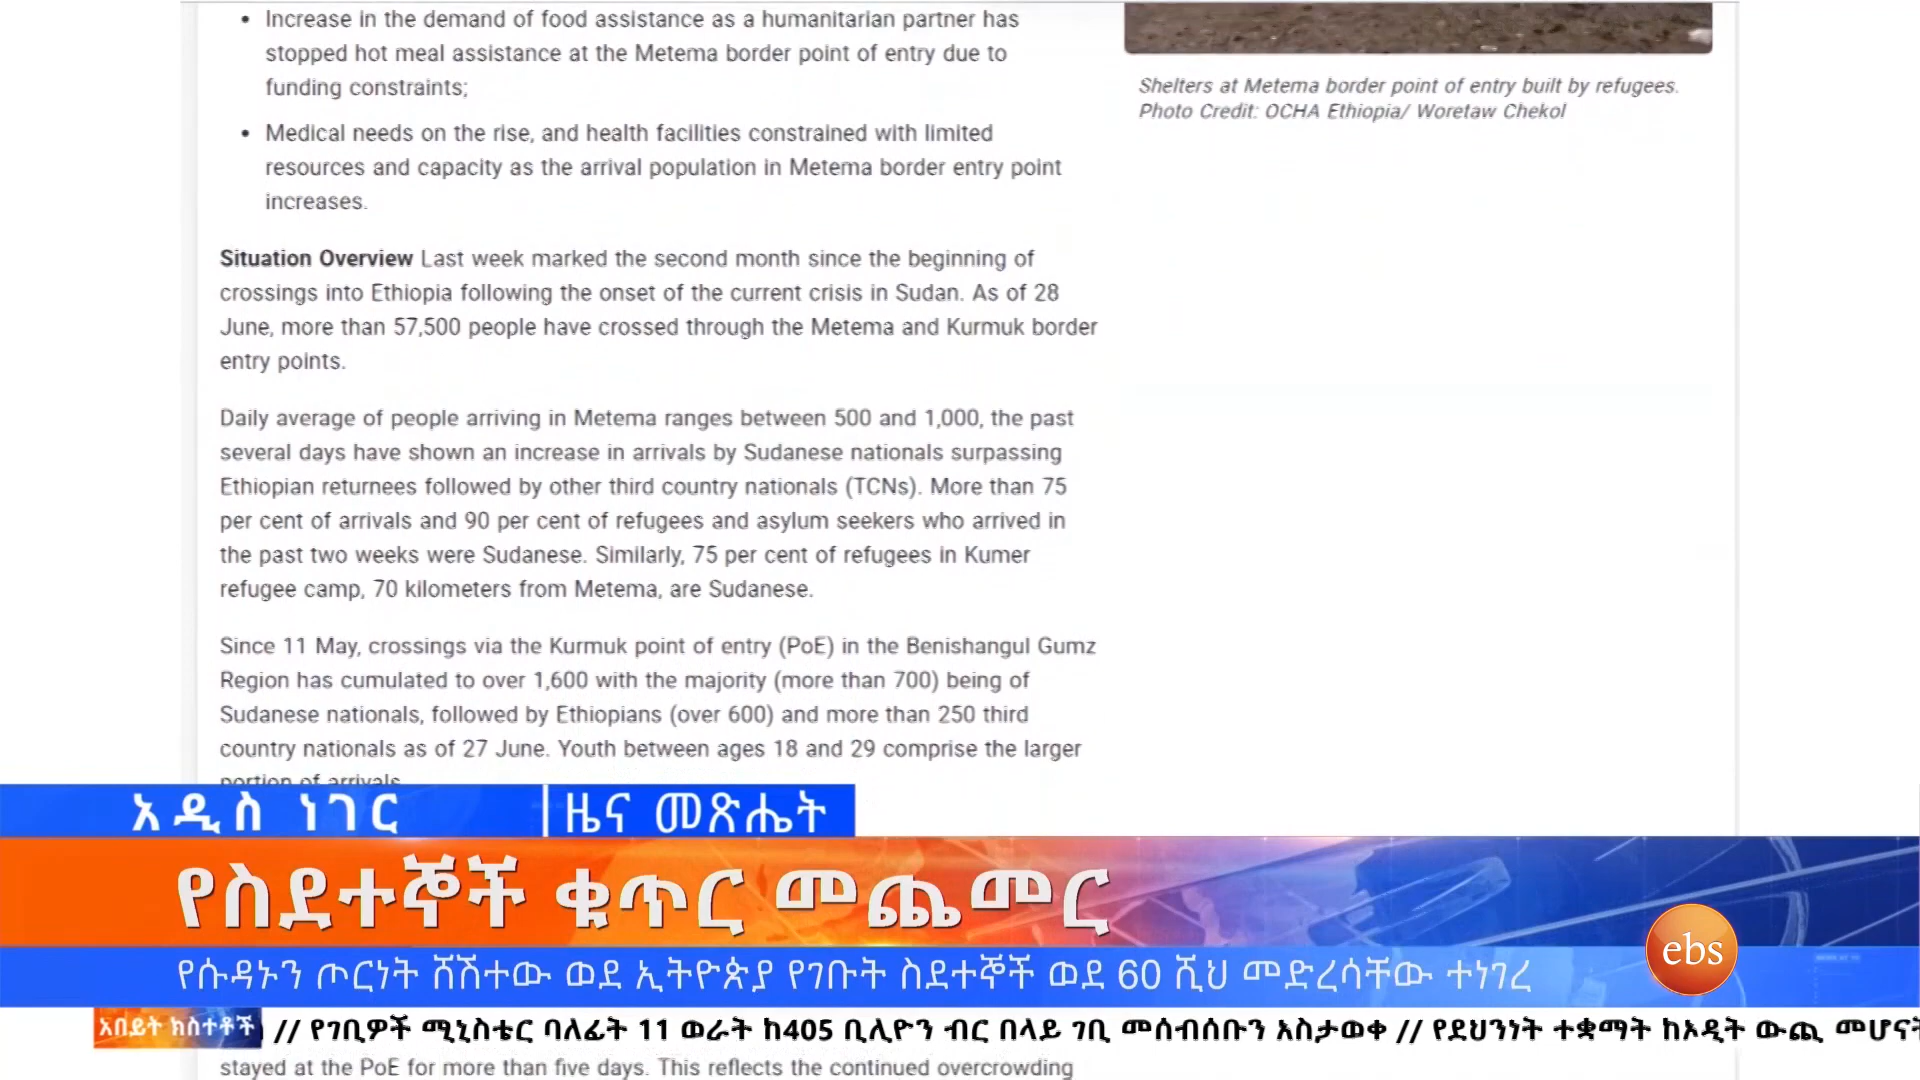 • Increase in the demand of food assistance as a humanitarian partner has
stopped hot meal assistance at the Metema border point of entry due to
funding constraints;
• Medical needs on the rise, and health facilities constrained with limited
resources and capacity as the arrival population in Metema border entry point
increases.
Shelters at Metema border point of entry built by refugees.
Photo Credit: OCHA Ethiopia/ Woretaw Chekol
Situation Overview Last week marked the second month since the beginning of
crossings into Ethiopia following the onset of the current crisis in Sudan. As of 28
June, more than 57,500 people have crossed through the Metema and Kurmuk border
entry points.
Daily average of people arriving in Metema ranges between 500 and 1,000, the past
several days have shown an increase in arrivals by Sudanese nationals surpassing
Ethiopian returnees followed by other third country nationals (TCNs). More than 75
per cent of arrivals and 90 per cent of refugees and asylum seekers who arrived in
the past two weeks were Sudanese. Similarly, 75 per cent of refugees in Kumer
refugee camp, 70 kilometers from Metema, are Sudanese.
Since 11 May, crossings via the Kurmuk point of entry (PoE) in the Benishangul Gumz
Region has cumulated to over 1,600 with the majority (more than 700) being of
Sudanese nationals, followed by Ethiopians (over 600) and more than 250 third
country nationals as of 27 June. Youth between ages 18 and 29 comprise the larger
portion of arrivals.
አዲስ ነገር | ዜና መጽሔት
የስደተኞች ቁጥር መጨመር
ebs
የሱዳኑን ጦርነት ሸሽተው ወደ ኢትዮጵያ የገቡት ስደተኞች ወደ 60 ሺህ መድረሳቸው ተነገረ
አበይት ክስተቶች // የገቢዎች ሚኒስቴር ባለፊት 11 ወራት ከ405 ቢሊዮን ብር በላይ ገቢ መሰብሰቡን አስታወቀ // የደህንነት ተቋማት ከኦዲት ውጪ
stayed at the PoE for more than five days. This reflects the continued overcrowding